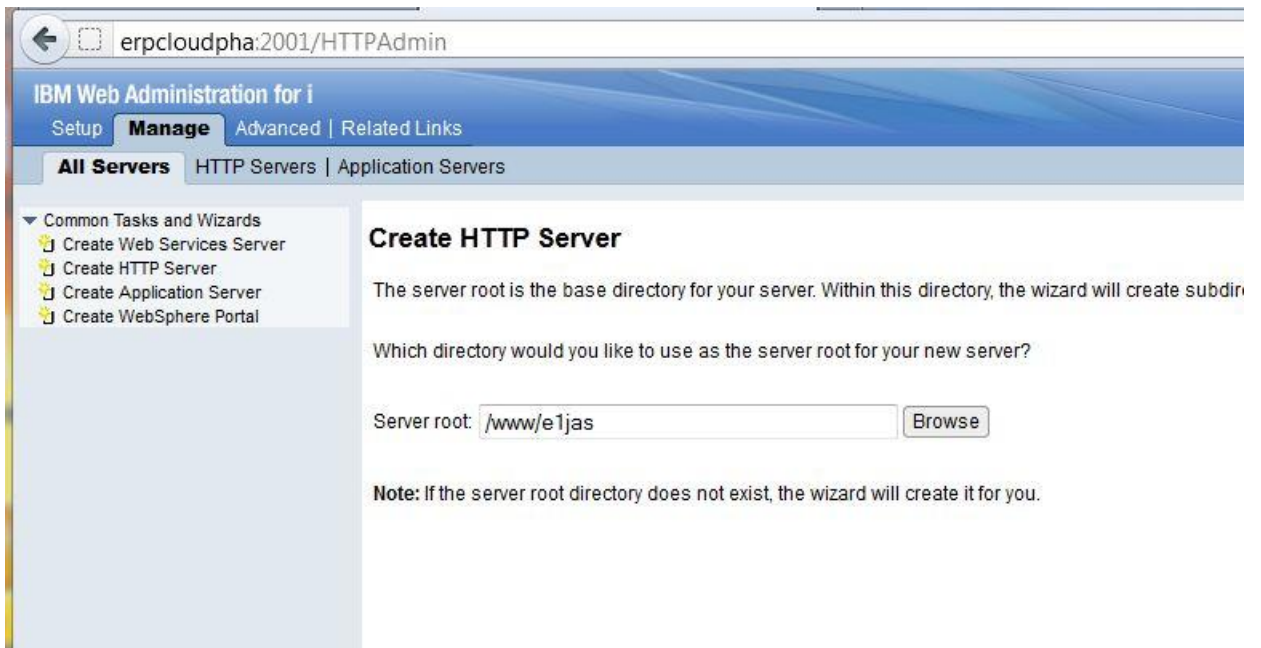 erpcloudpha:2001/HTTPAdmin
IBM Web Administration for i
Setup Manage Advanced | Related Links
All Servers HTTP Servers | Application Servers
Common Tasks and Wizards
Create Web Services Server
Create HTTP Server
Create Application Server
Create WebSphere Portal
Create HTTP Server
The server root is the base directory for your server. Within this directory, the wizard will create subdire
Which directory would you like to use as the server root for your new server?
Server root: /www/e1jas Browse
Note: If the server root directory does not exist, the wizard will create it for you.